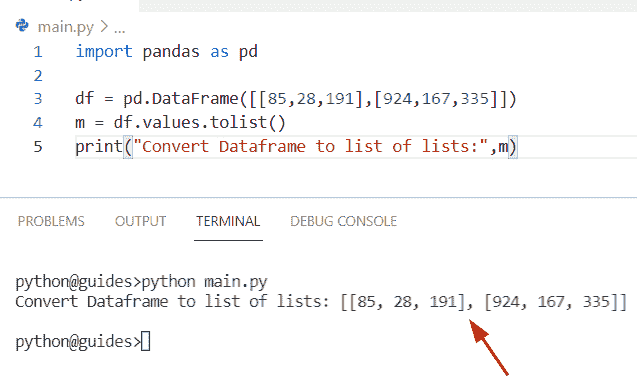 main.py > ...
1 import pandas as pd
2
3 df = pd.DataFrame([[85,28,191],[924,167,335]])
4 m = df.values.tolist()
5 print("Convert Dataframe to list of lists:",m)
PROBLEMS OUTPUT TERMINAL DEBUG CONSOLE
python@guides>python main.py
Convert Dataframe to list of lists: [[85, 28, 191], [924, 167, 335]]
python@guides>